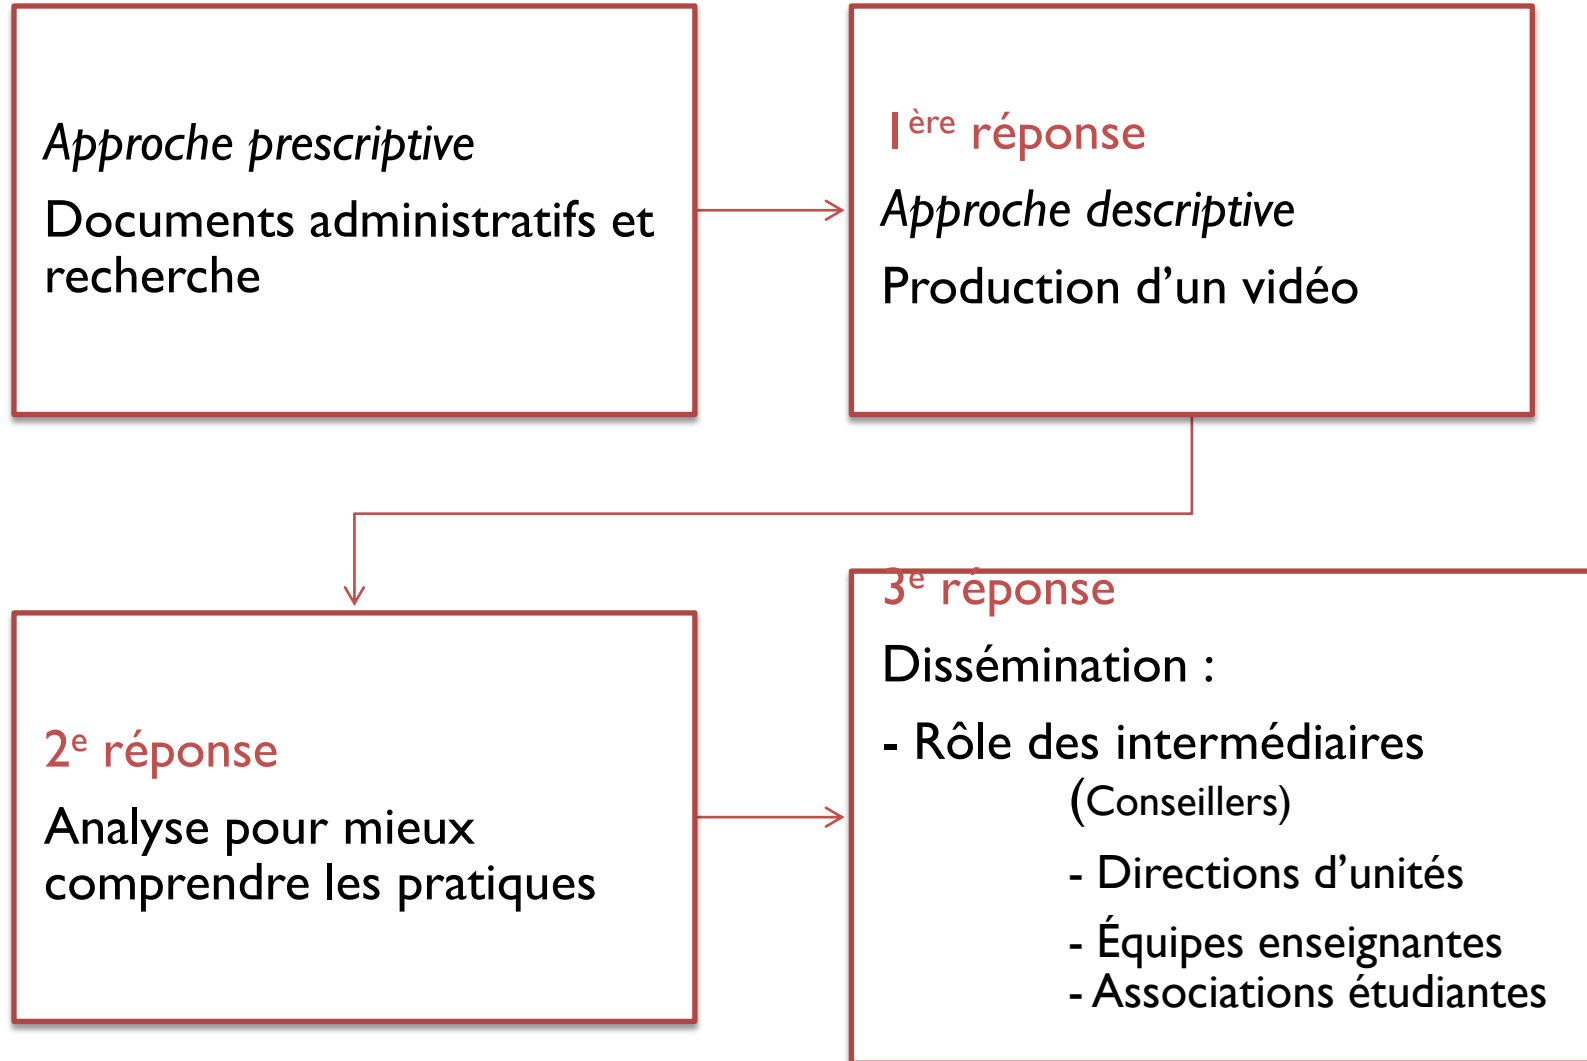 Approche prescriptive
Documents administratifs et
recherche
1ère réponse
Approche descriptive
Production d’un vidéo
2e réponse
Analyse pour mieux
comprendre les pratiques
3e réponse
Dissémination :
- Rôle des intermédiaires
(Conseillers)
- Directions d’unités
- Équipes enseignantes
- Associations étudiantes